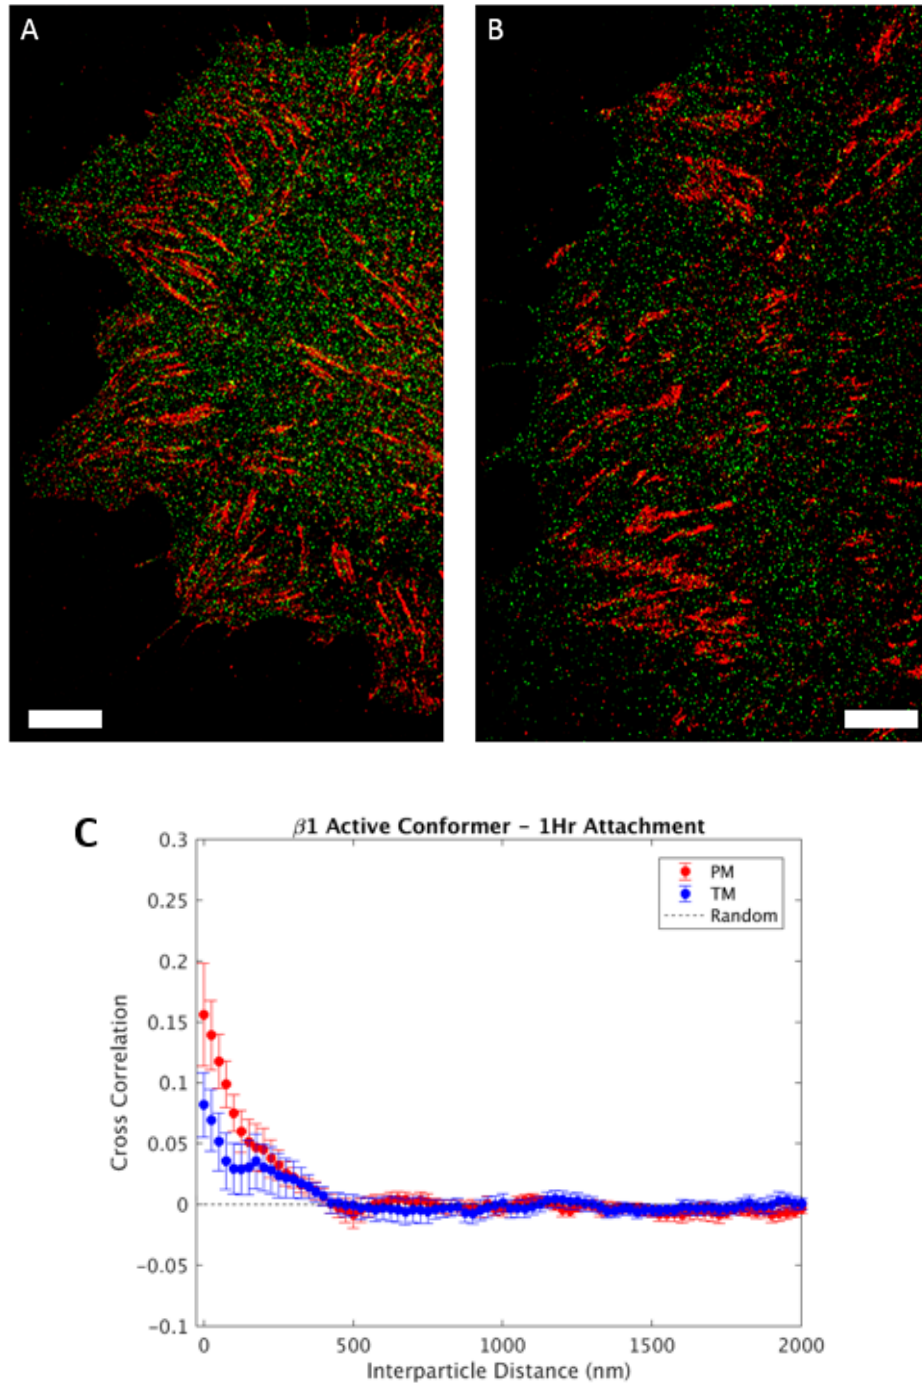 A
B
C
β1 Active Conformer – 1Hr Attachment
0.3
0.25
0.2
0.15
0.1
0.05
0
-0.05
-0.1
Cross Correlation
PM
TM
Random
0 500 1000 1500 2000
Interparticle Distance (nm)